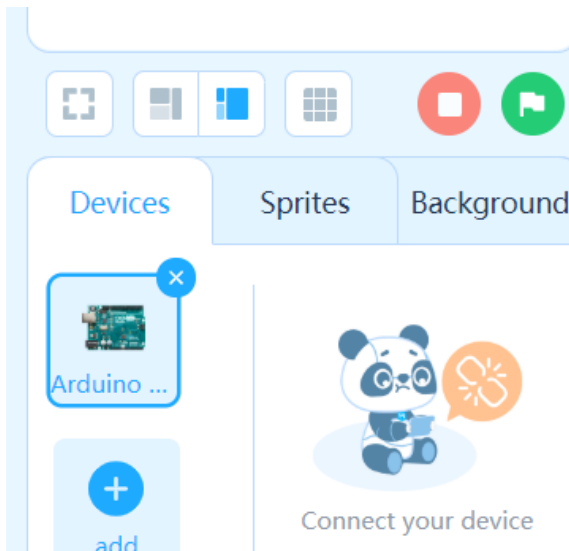 Devices
Sprites
Background
Arduino ...
Connect your device
add